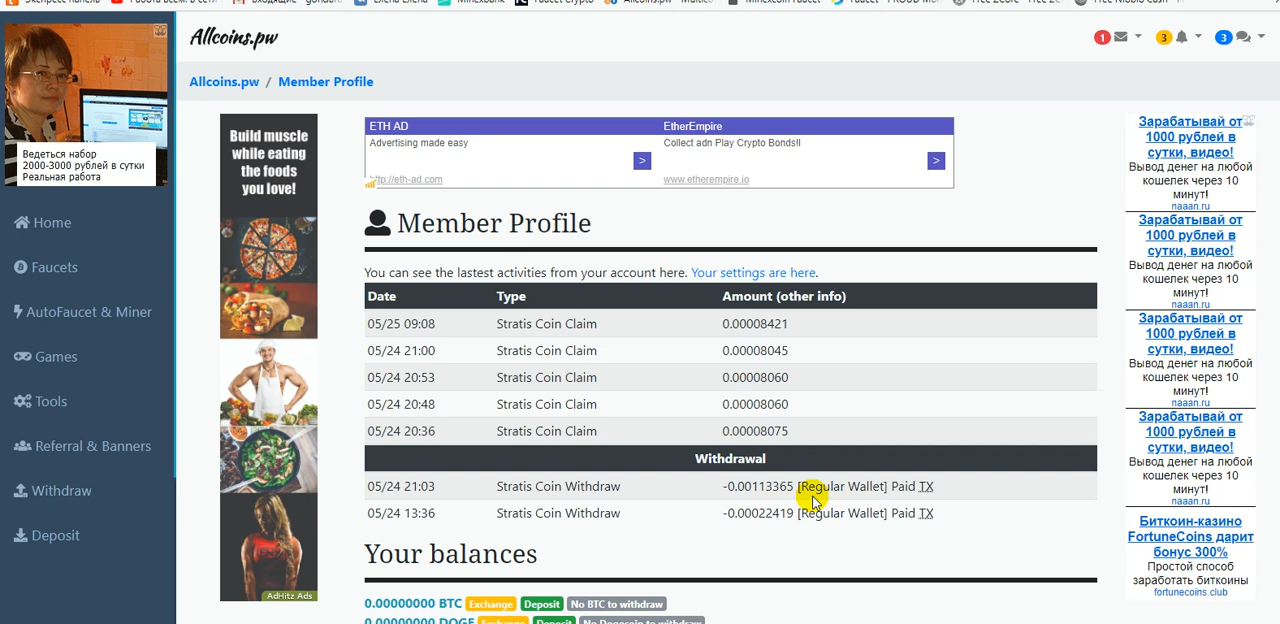 Allcoins.pw
1
3
3
Allcoins.pw / Member Profile
Ведеться набор
2000-3000 рублей в сутки
Реальная работа
Home
Faucets
AutoFaucet & Miner
Games
Tools
Referral & Banners
Withdraw
Deposit
Build muscle
while eating
the foods
you love!
AdHitz Ads
ETH AD
Advertising made easy
>
http://eth-ad.com
EtherEmpire
Collect adn Play Crypto Bonds!!
>
www.etherempire.io
Member Profile
You can see the lastest activities from your account here. Your settings are here.
Date Type Amount (other info)
05/25 09:08 Stratis Coin Claim 0.00008421
05/24 21:00 Stratis Coin Claim 0.00008045
05/24 20:53 Stratis Coin Claim 0.00008060
05/24 20:48 Stratis Coin Claim 0.00008060
05/24 20:36 Stratis Coin Claim 0.00008075
Withdrawal
05/24 21:03 Stratis Coin Withdraw -0.00113365 [Regular Wallet] Paid TX
05/24 13:36 Stratis Coin Withdraw -0.00022419 [Regular Wallet] Paid TX
Your balances
0.00000000 BTC Exchange Deposit No BTC to withdraw
0.00000000 DOGE Exchange Deposit No Dogecoin to withdraw
Зарабатывай от
1000 рублей в
сутки, видео!
Вывод денег на любой
кошелек через 10
минут!
naaan.ru
Зарабатывай от
1000 рублей в
сутки, видео!
Вывод денег на любой
кошелек через 10
минут!
naaan.ru
Зарабатывай от
1000 рублей в
сутки, видео!
Вывод денег на любой
кошелек через 10
минут!
naaan.ru
Зарабатывай от
1000 рублей в
сутки, видео!
Вывод денег на любой
кошелек через 10
минут!
naaan.ru
Биткоин-казино
FortuneCoins дарит
бонус 300%
Простой способ
заработать биткоины
fortunecoins.club